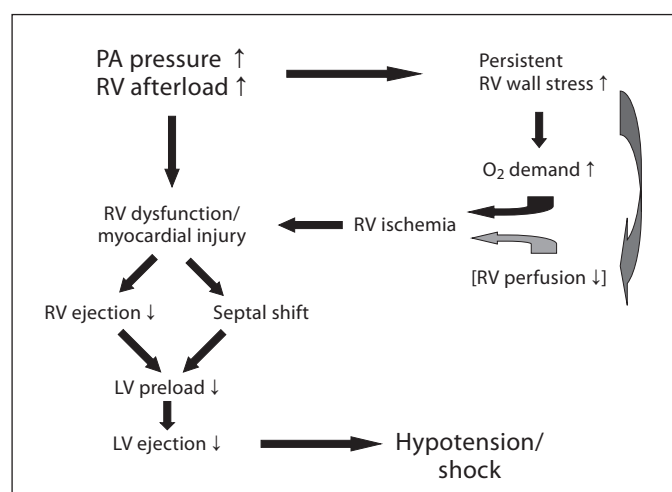 PA pressure ↑
RV afterload ↑
Persistent
RV wall stress ↑
O₂ demand ↑
RV dysfunction/
myocardial injury
RV ischemia
[RV perfusion ↓]
RV ejection ↓
Septal shift
LV preload ↓
LV ejection ↓
Hypotension/
shock